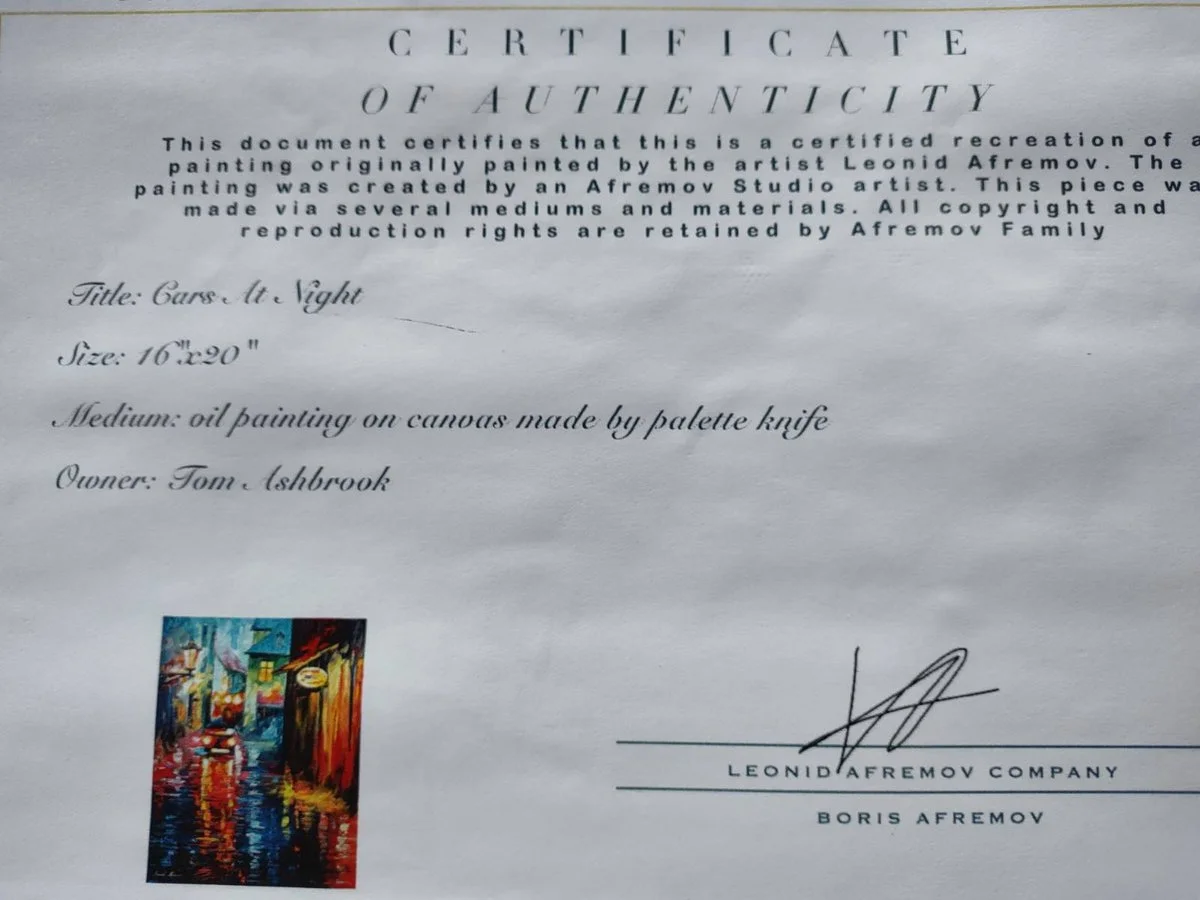 CERTIFICATE
OF AUTHENTICITY
This document certifies that this is a certified recreation of a
painting originally painted by the artist Leonid Afremov. The
painting was created by an Afremov Studio artist. This piece wa
made via several mediums and materials. All copyright and
reproduction rights are retained by Afremov Family
Title: Cars At Night
Size: 16"x20"
Medium: oil painting on canvas made by palette knife
Owner: Tom Ashbrook
LEONID AFREMOV COMPANY
BORIS AFREMOV